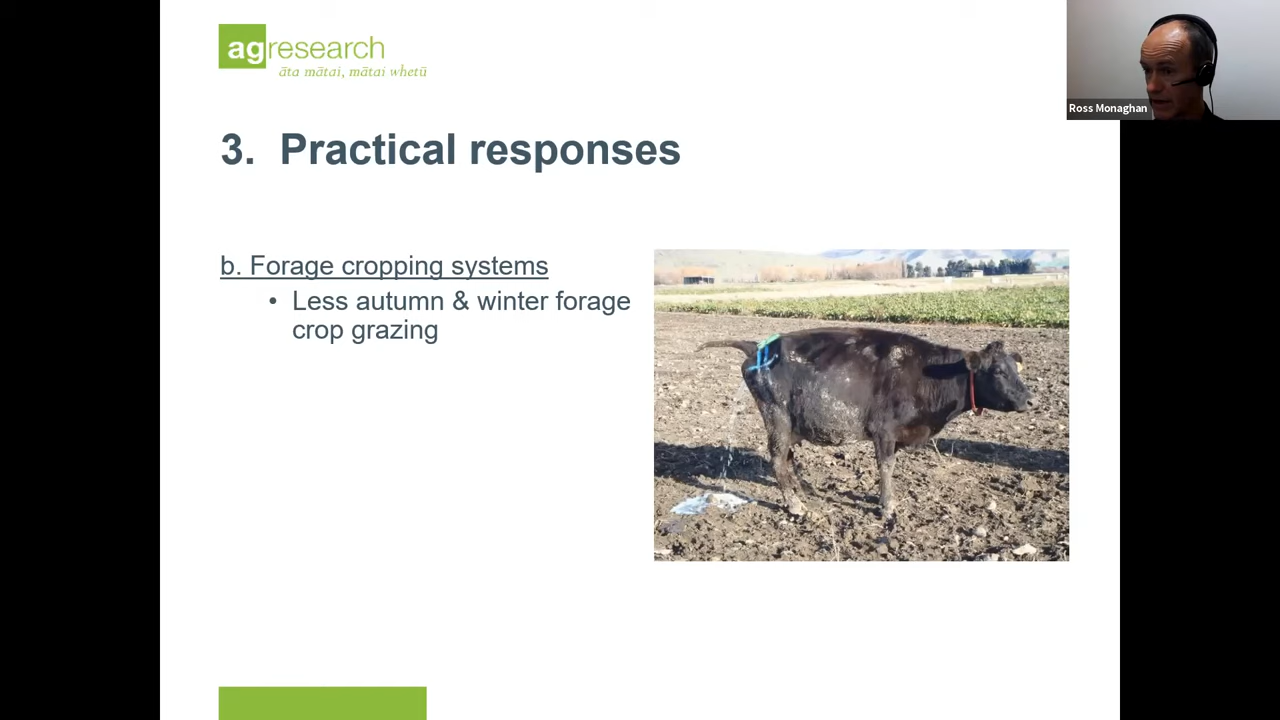 agresearch
āta mātai, mātai whetū
Ross Monaghan
3. Practical responses
b. Forage cropping systems
• Less autumn & winter forage
crop grazing